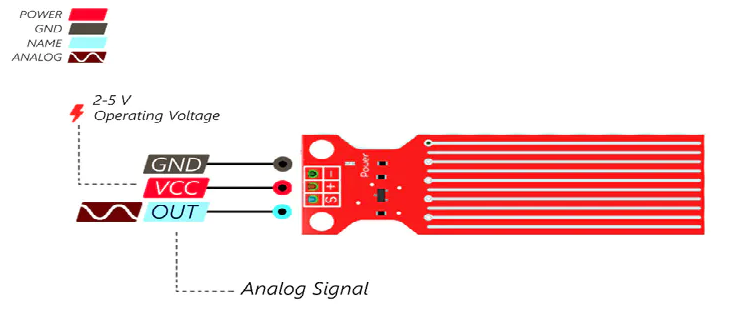 POWER
GND
NAME
ANALOG
2-5 V
Operating Voltage
GND
VCC
OUT
Power
-
+
S
Analog Signal